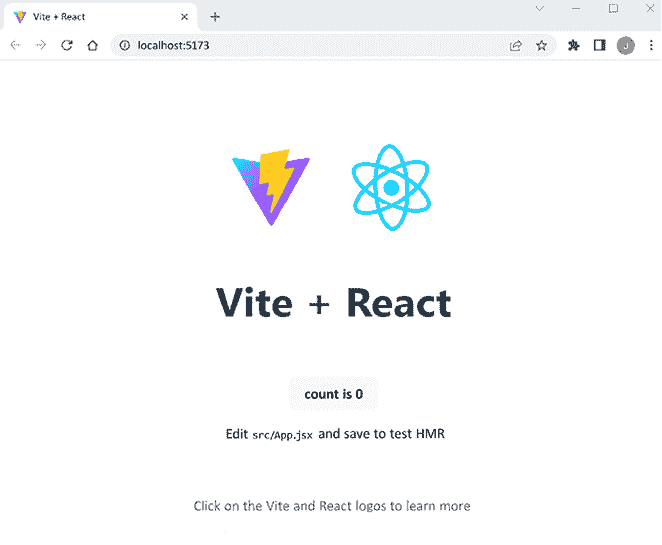 Vite + React
localhost:5173
J
Vite + React
count is 0
Edit src/App.jsx and save to test HMR
Click on the Vite and React logos to learn more